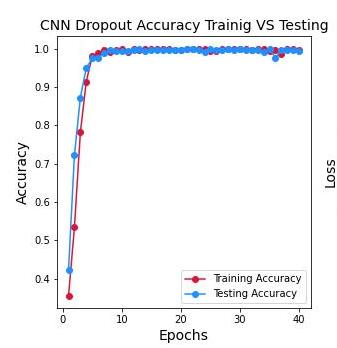 CNN Dropout Accuracy Trainig VS Testing
1.0
0.9
0.8
0.7
0.6
0.5
0.4
Accuracy
Loss
Training Accuracy
Testing Accuracy
0 10 20 30 40
Epochs